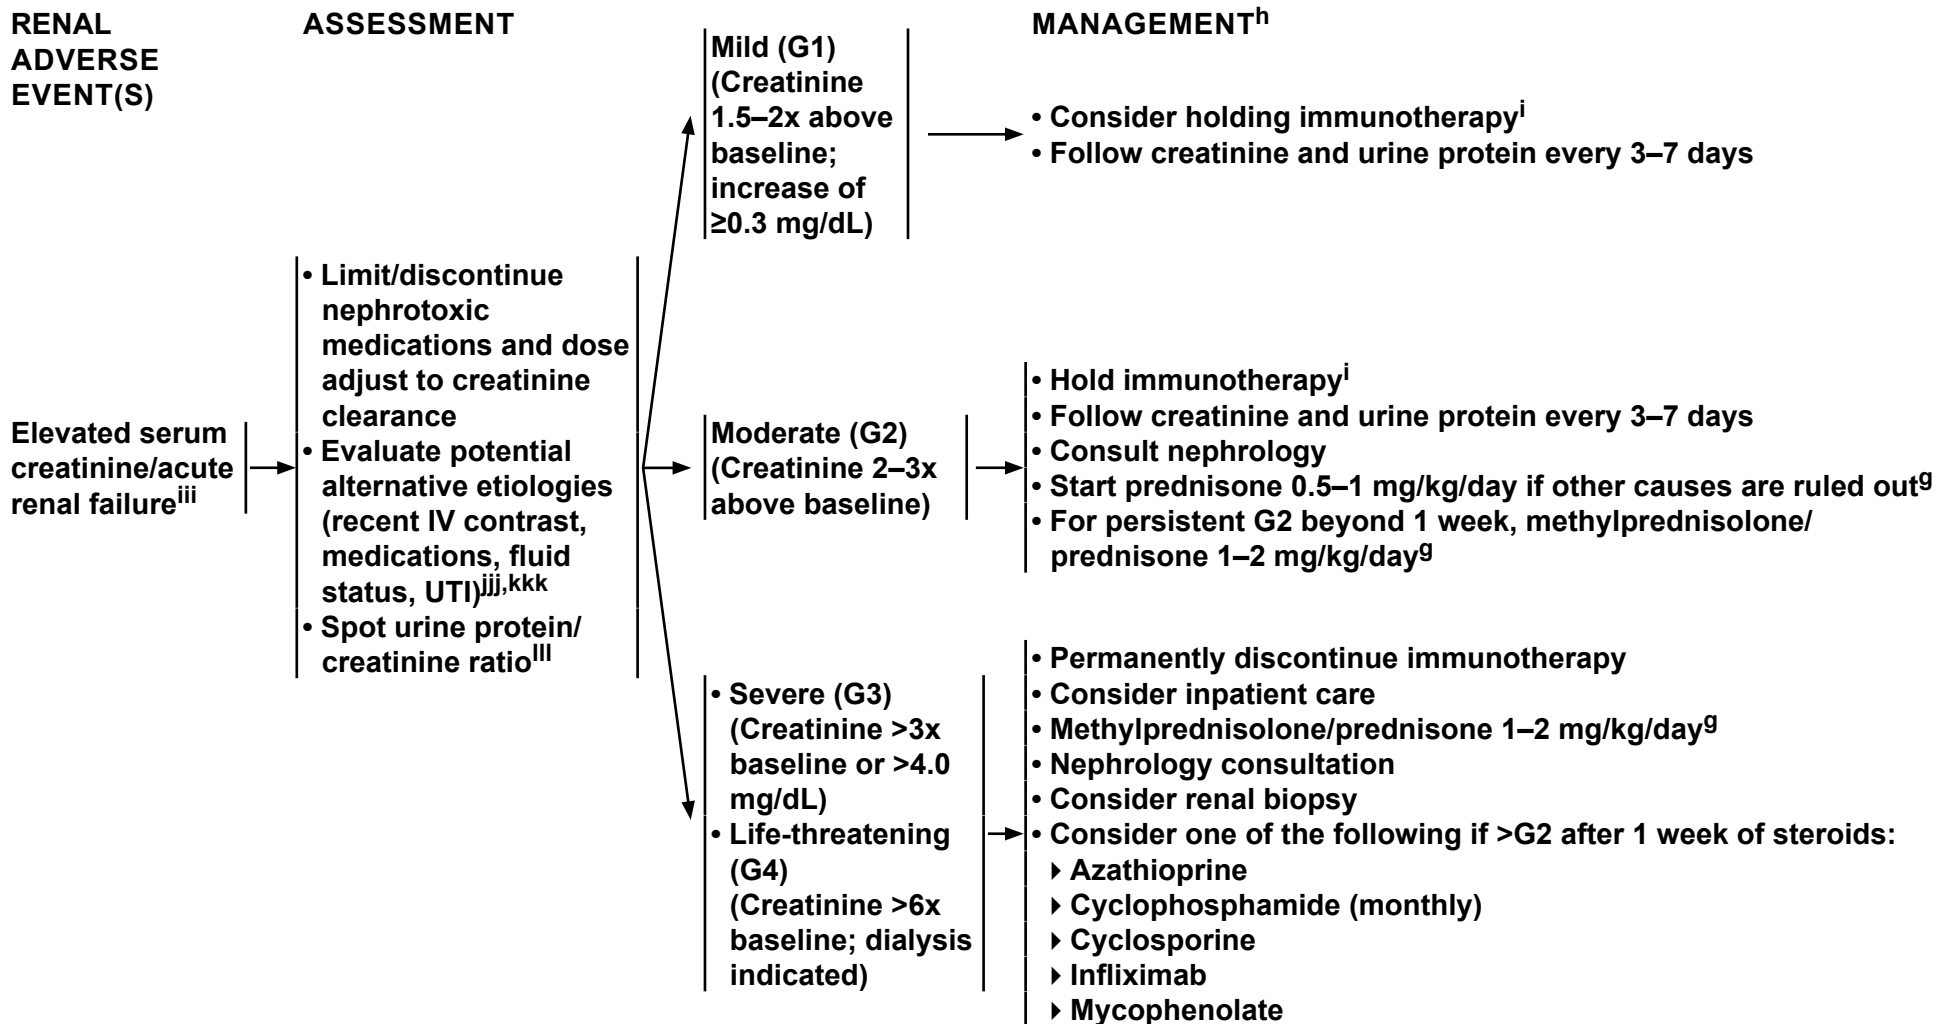 RENAL
ADVERSE
EVENT(S)
ASSESSMENT
MANAGEMENTh
Elevated serum
creatinine/acute
renal failureiii
• Limit/discontinue
nephrotoxic
medications and dose
adjust to creatinine
clearance
• Evaluate potential
alternative etiologies
(recent IV contrast,
medications, fluid
status, UTI)jjj,kkk
• Spot urine protein/
creatinine ratiolll
Mild (G1)
(Creatinine
1.5–2x above
baseline;
increase of
≥0.3 mg/dL)
• Consider holding immunotherapyi
• Follow creatinine and urine protein every 3–7 days
Moderate (G2)
(Creatinine 2–3x
above baseline)
• Hold immunotherapyi
• Follow creatinine and urine protein every 3–7 days
• Consult nephrology
• Start prednisone 0.5–1 mg/kg/day if other causes are ruled outg
• For persistent G2 beyond 1 week, methylprednisolone/
prednisone 1–2 mg/kg/dayg
• Severe (G3)
(Creatinine >3x
baseline or >4.0
mg/dL)
• Life-threatening
(G4)
(Creatinine >6x
baseline; dialysis
indicated)
• Permanently discontinue immunotherapy
• Consider inpatient care
• Methylprednisolone/prednisone 1–2 mg/kg/dayg
• Nephrology consultation
• Consider renal biopsy
• Consider one of the following if >G2 after 1 week of steroids:
▸ Azathioprine
▸ Cyclophosphamide (monthly)
▸ Cyclosporine
▸ Infliximab
▸ Mycophenolate